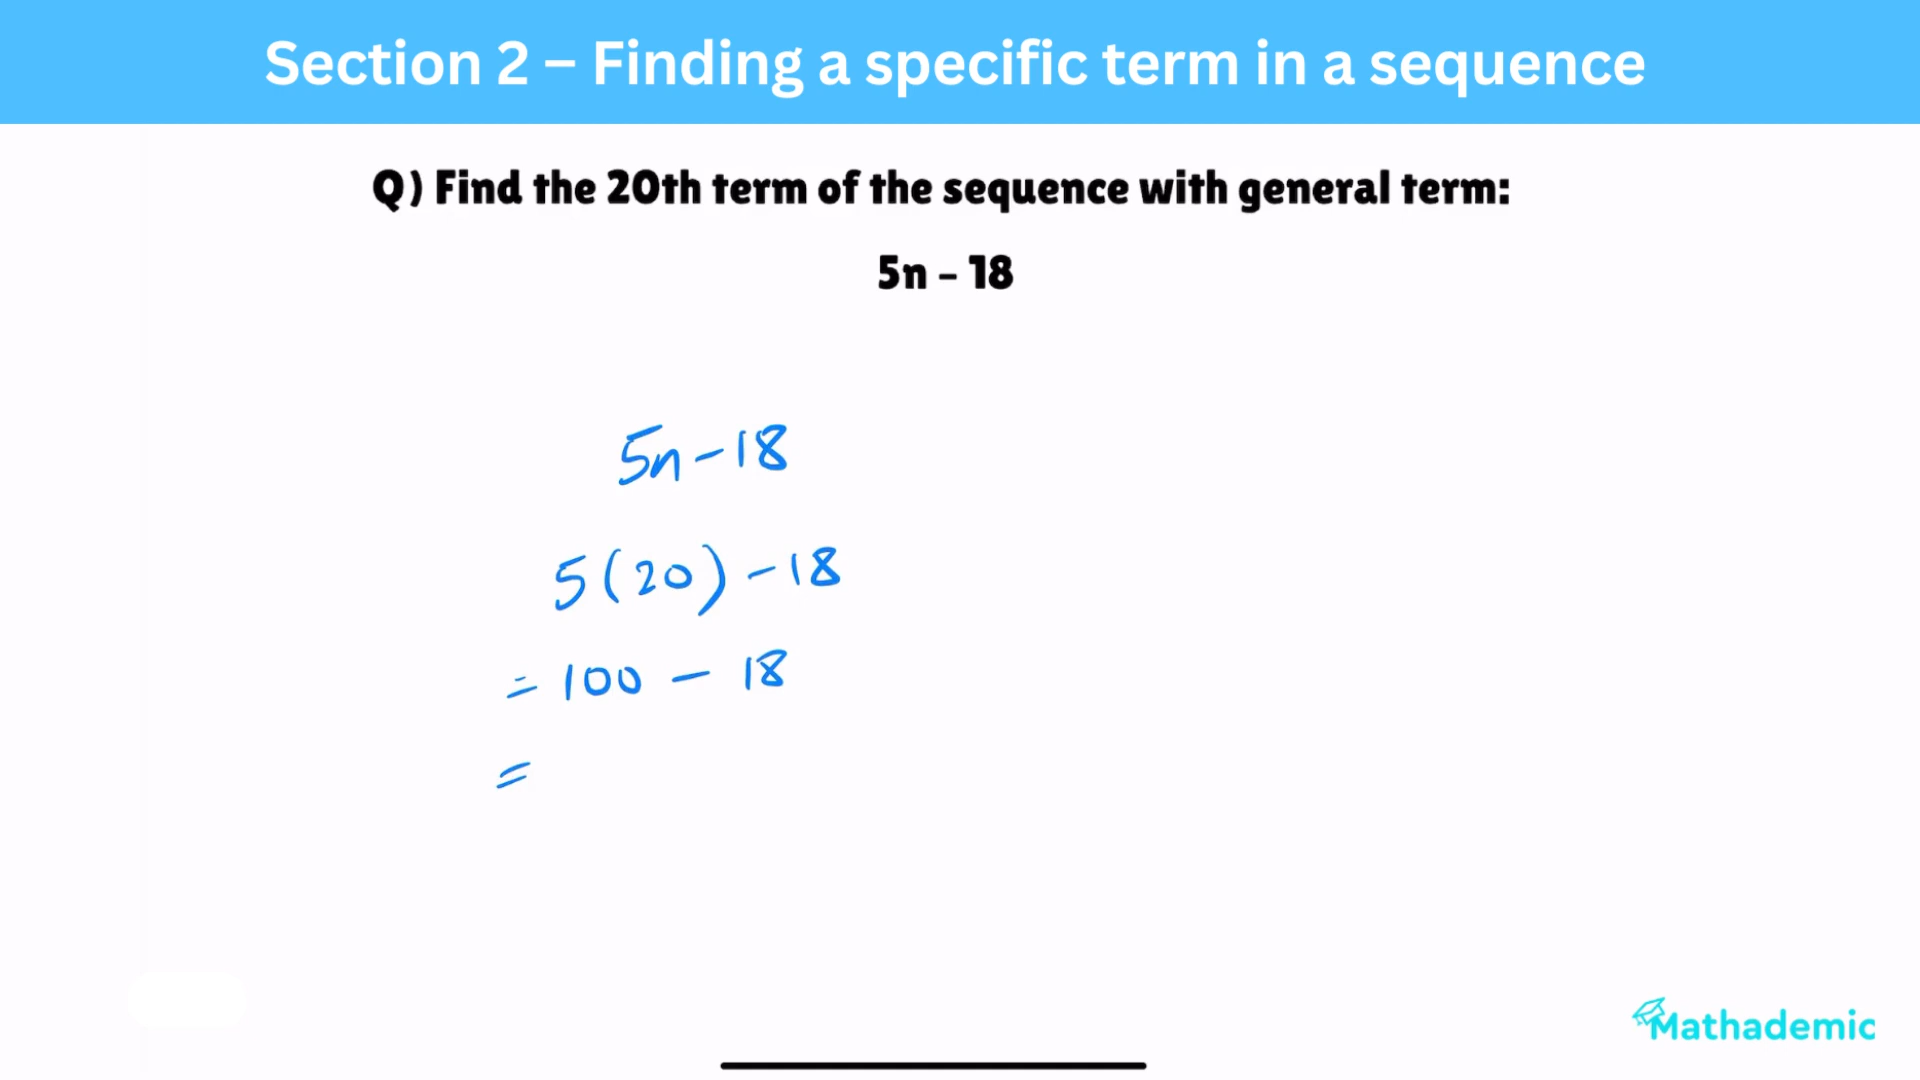 Section 2 – Finding a specific term in a sequence
Q) Find the 20th term of the sequence with general term:
5n - 18
5n - 18
5(20) - 18
= 100 - 18
=
Mathademic